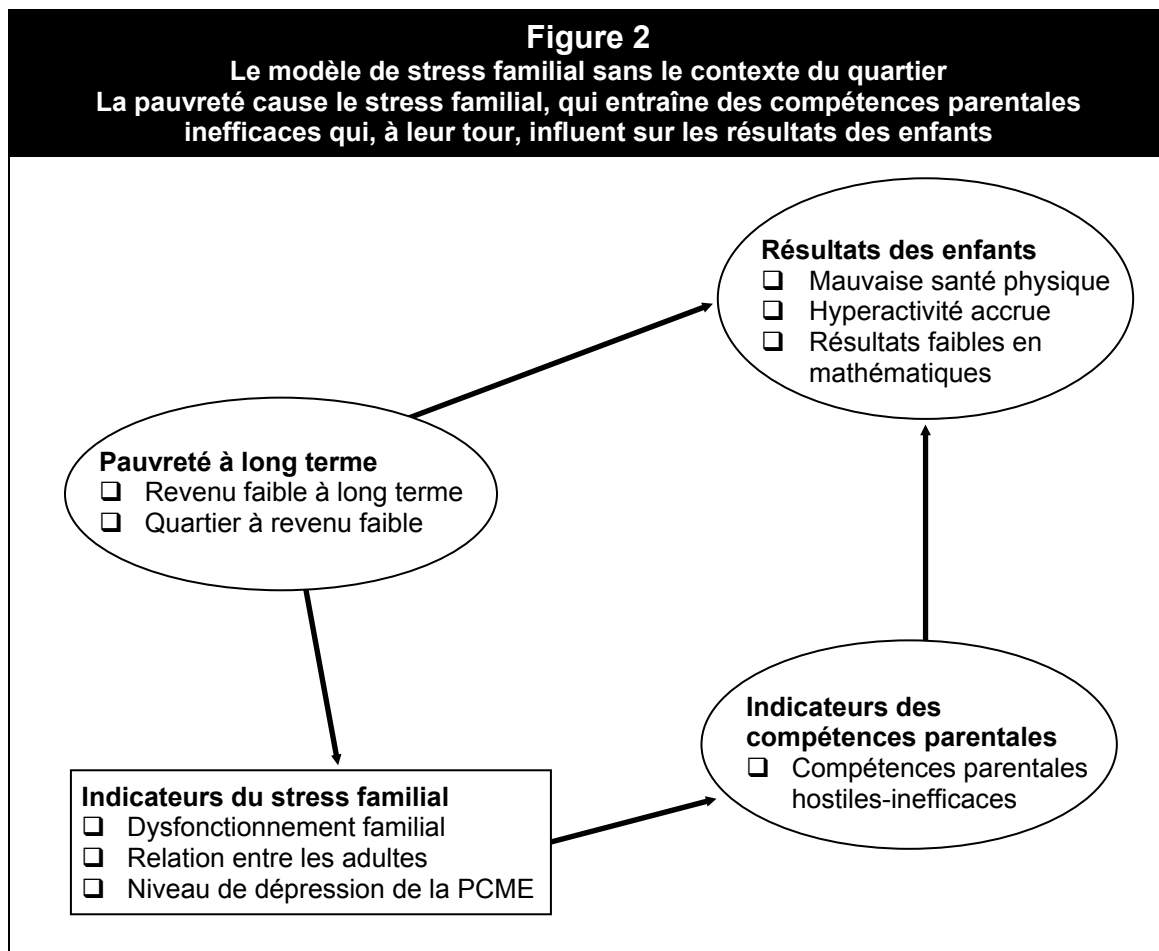 Figure 2
Le modèle de stress familial sans le contexte du quartier
La pauvreté cause le stress familial, qui entraîne des compétences parentales
inefficaces qui, à leur tour, influent sur les résultats des enfants
Résultats des enfants
❑ Mauvaise santé physique
❑ Hyperactivité accrue
❑ Résultats faibles en
mathématiques
Pauvreté à long terme
❑ Revenu faible à long terme
❑ Quartier à revenu faible
Indicateurs des
compétences parentales
❑ Compétences parentales
hostiles-inefficaces
Indicateurs du stress familial
❑ Dysfonctionnement familial
❑ Relation entre les adultes
❑ Niveau de dépression de la PCME